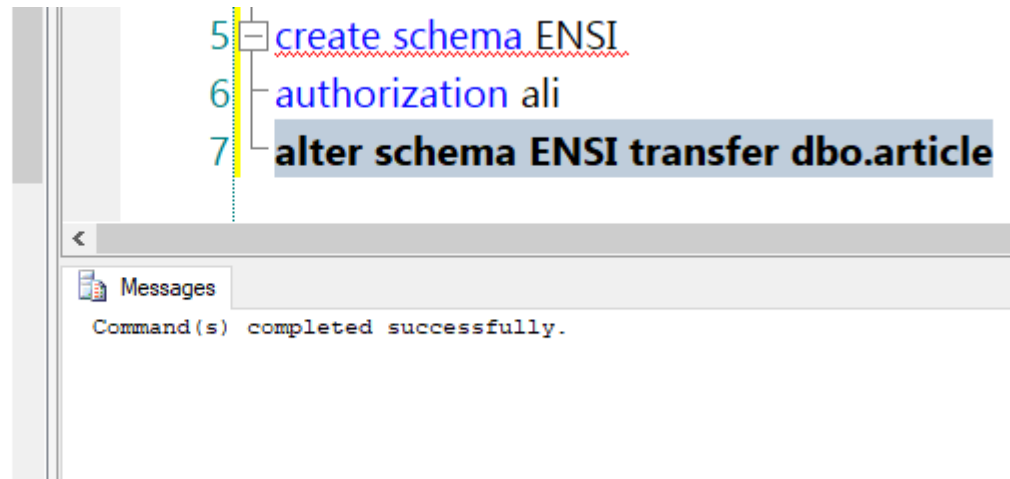 5 create schema ENSI
6 authorization ali
7 alter schema ENSI transfer dbo.article
Messages
Command(s) completed successfully.